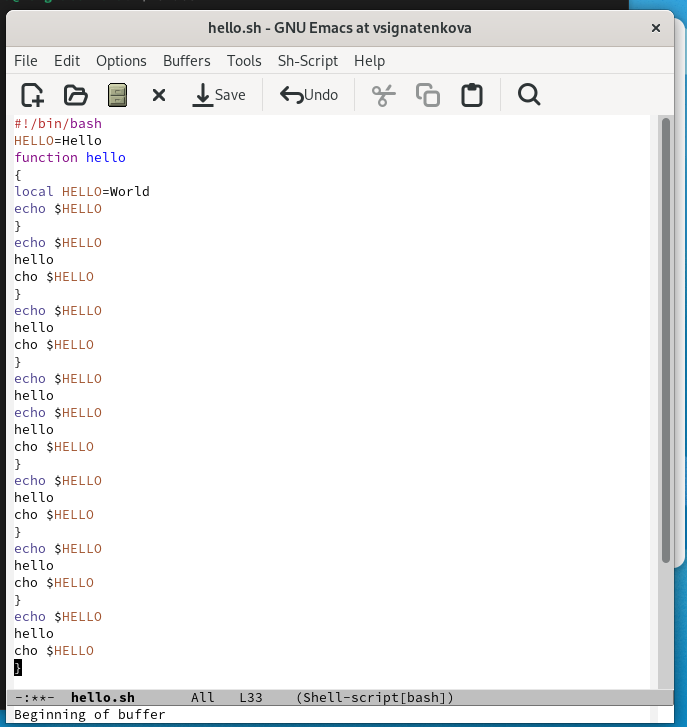 hello.sh - GNU Emacs at vsignatenkova
File Edit Options Buffers Tools Sh-Script Help
Save Undo
#!/bin/bash
HELLO=Hello
function hello
{
local HELLO=World
echo $HELLO
}
echo $HELLO
hello
cho $HELLO
}
echo $HELLO
hello
cho $HELLO
}
echo $HELLO
hello
echo $HELLO
hello
cho $HELLO
}
echo $HELLO
hello
cho $HELLO
}
echo $HELLO
hello
cho $HELLO
}
echo $HELLO
hello
cho $HELLO
}
-:**- hello.sh All L33 (Shell-script[bash])
Beginning of buffer